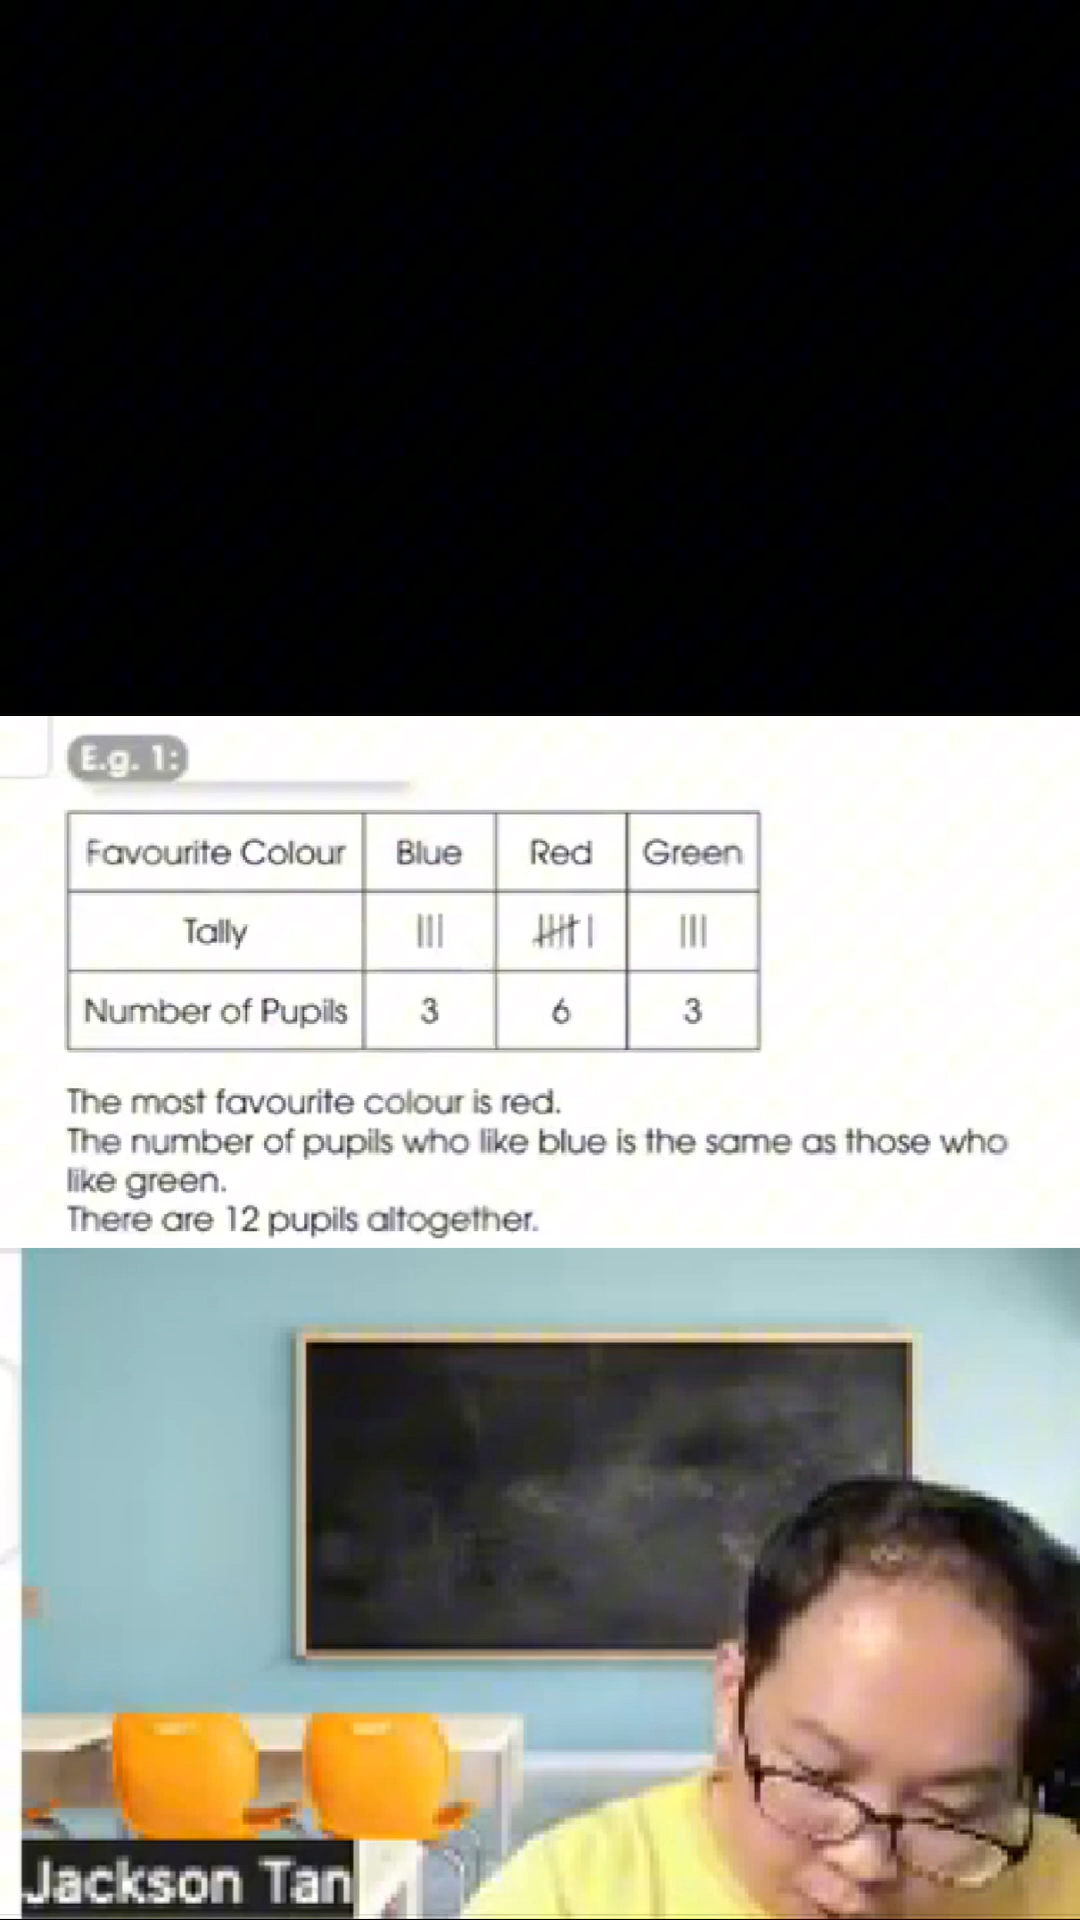 E.g. 1:
Favourite Colour Blue Red Green
Tally
Number of Pupils 3 6 3
The most favourite colour is red.
The number of pupils who like blue is the same as those who
like green.
There are 12 pupils altogether.
Jackson Tan